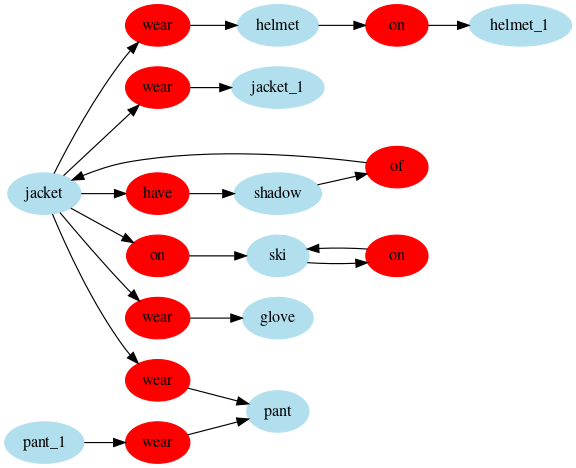 wear helmet on helmet_1
wear jacket_1
of
jacket have shadow
on ski on
wear glove
wear
pant
pant_1 wear